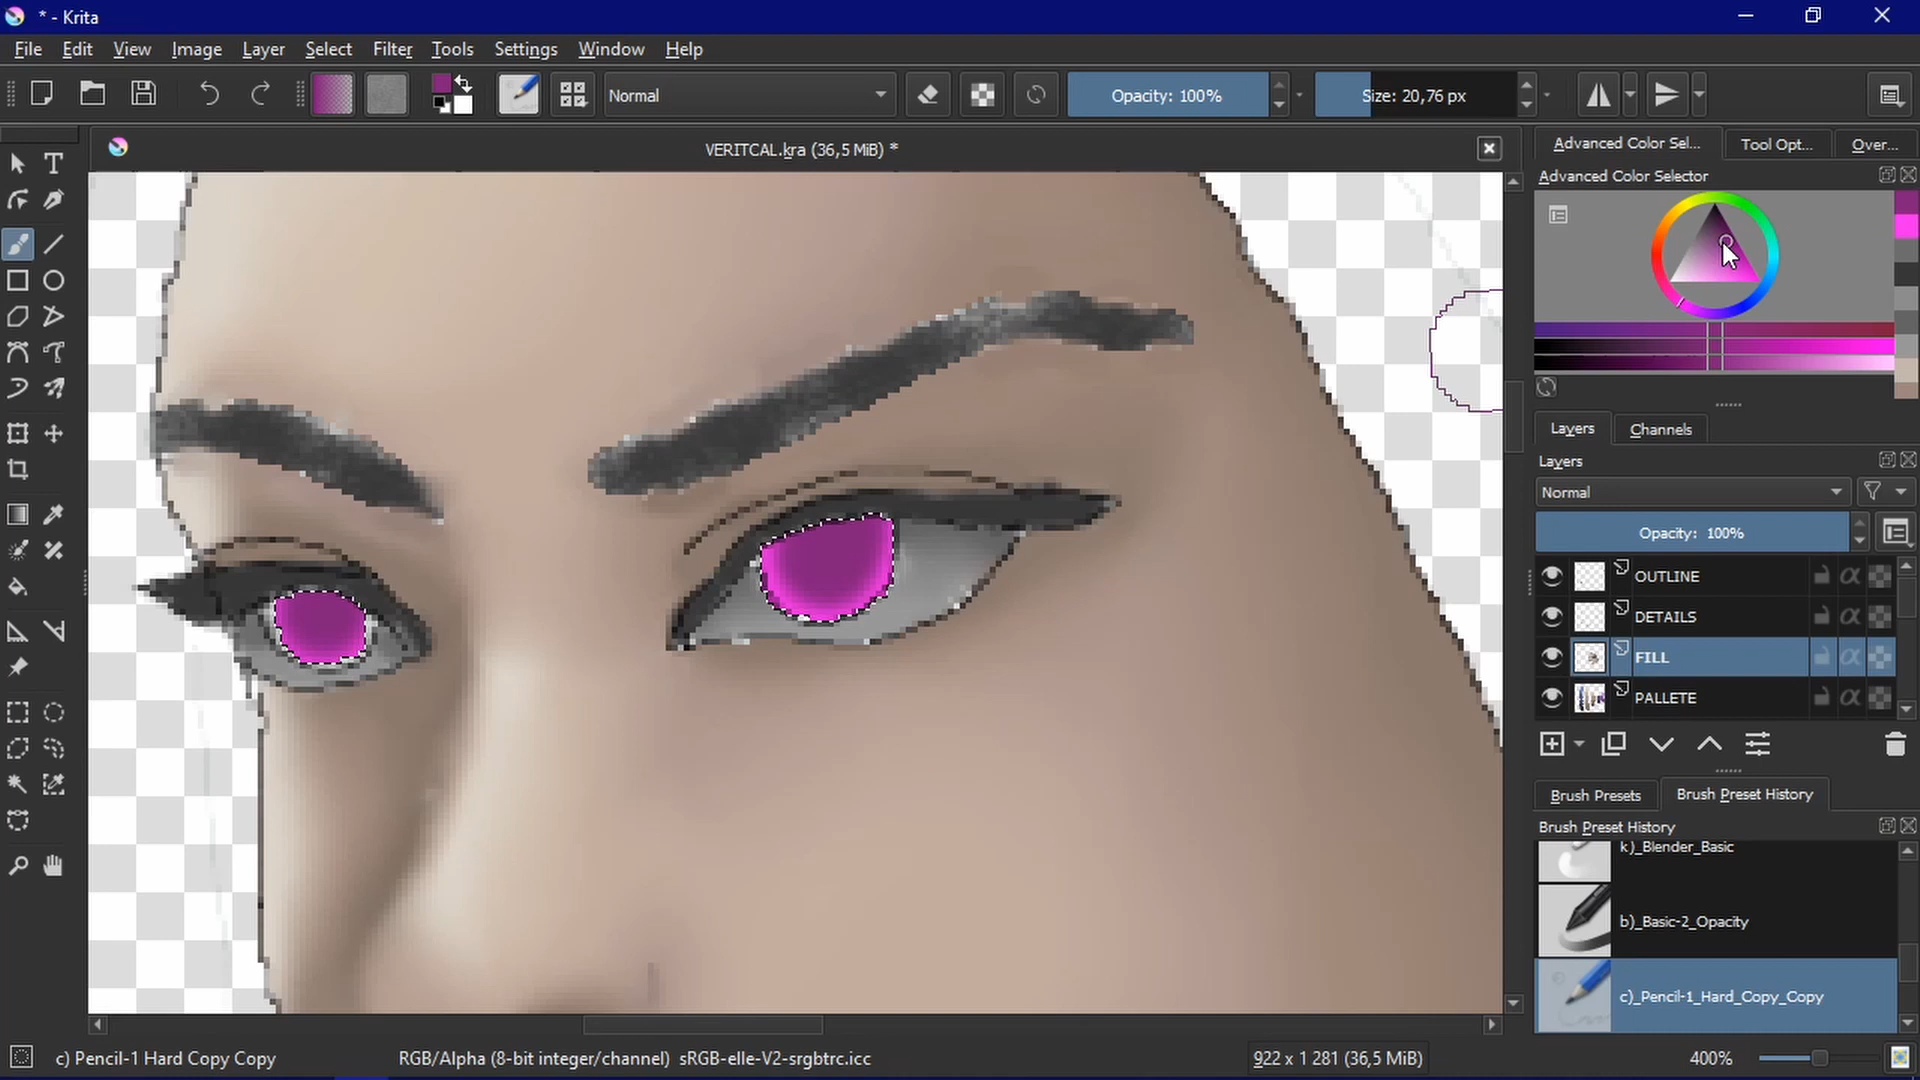 * - Krita
File Edit View Image Layer Select Filter Tools Settings Window Help
Normal Opacity: 100% Size: 20,76 px
VERITCAL.kra (36,5 MiB) *
Advanced Color Sel... Tool Opt... Over...
Advanced Color Selector
Layers Channels
Layers
Normal
Opacity: 100%
OUTLINE
DETAILS
FILL
PALLETE
Brush Presets Brush Preset History
Brush Preset History
k)_Blender_Basic
b)_Basic-2_Opacity
c)_Pencil-1_Hard_Copy_Copy
c) Pencil-1 Hard Copy Copy RGB/Alpha (8-bit integer/channel) sRGB-elle-V2-srgbtrc.icc 922 x 1 281 (36,5 MiB) 400%